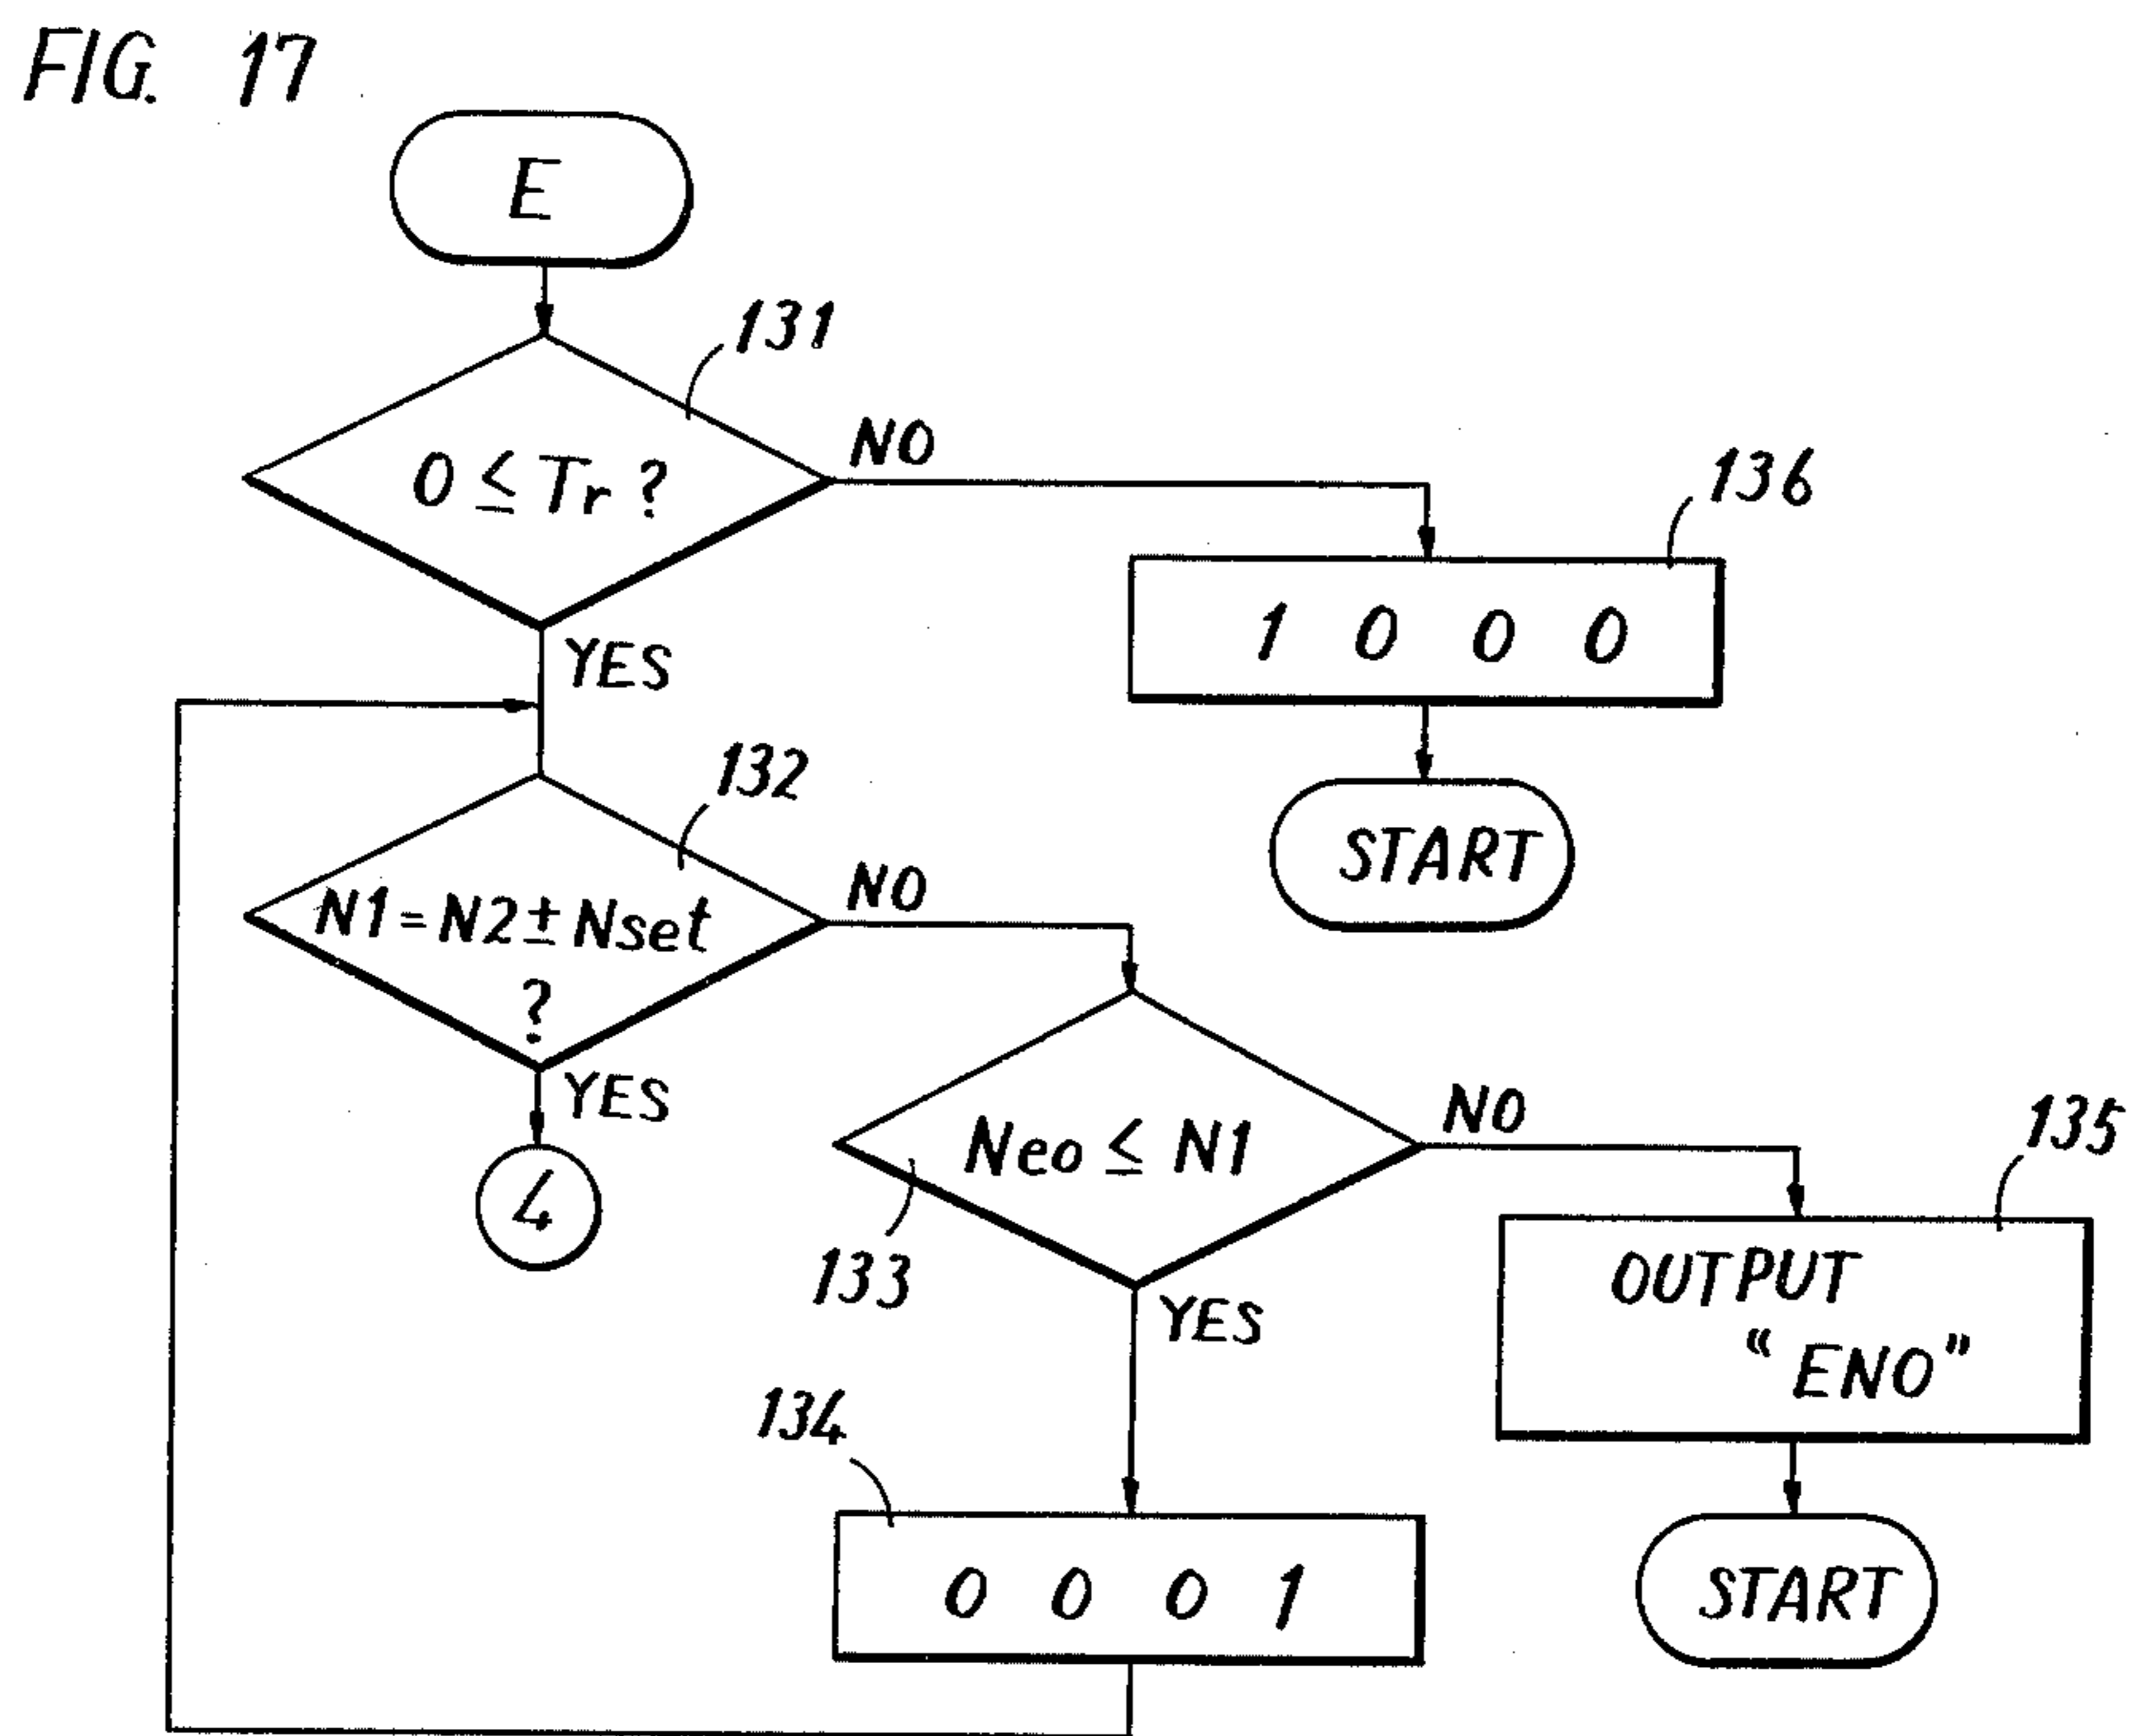 FIG. 17
E
131
0 ≤ Tr ?
NO
136
1 0 0 0
YES
START
132
N1 = N2 ± Nset
?
NO
YES
4
Neo ≤ N1
NO
133
135
YES
OUTPUT
“ ENO ”
134
0 0 0 1
START